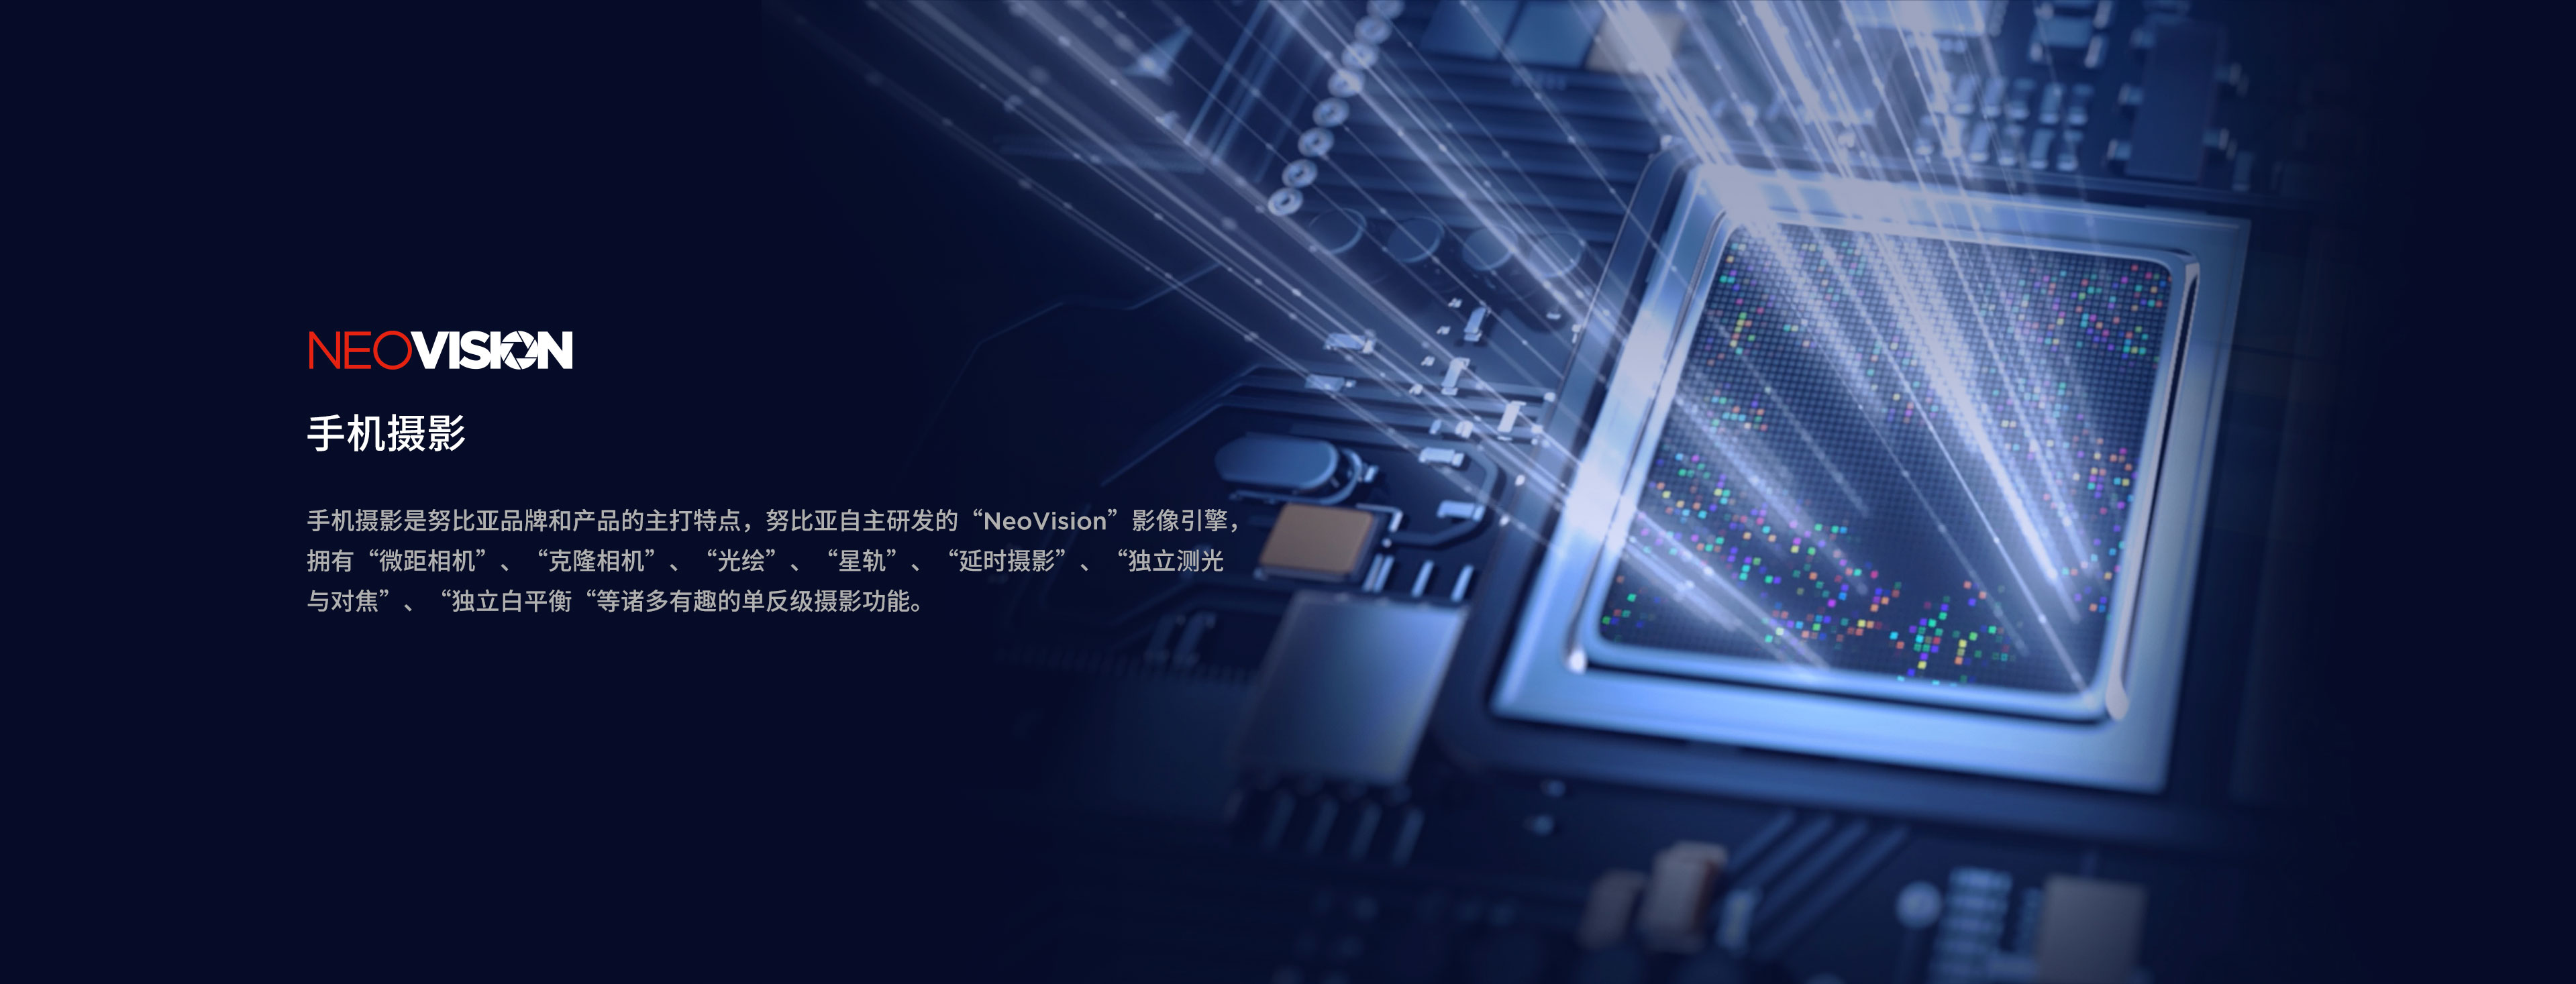 NEOVISION
手机摄影
手机摄影是努比亚品牌和产品的主打特点，努比亚自主研发的“NeoVision”影像引擎，
拥有“微距相机”、“克隆相机”、“光绘”、“星轨”、“延时摄影”、“独立测光
与对焦”、“独立白平衡“等诸多有趣的单反级摄影功能。